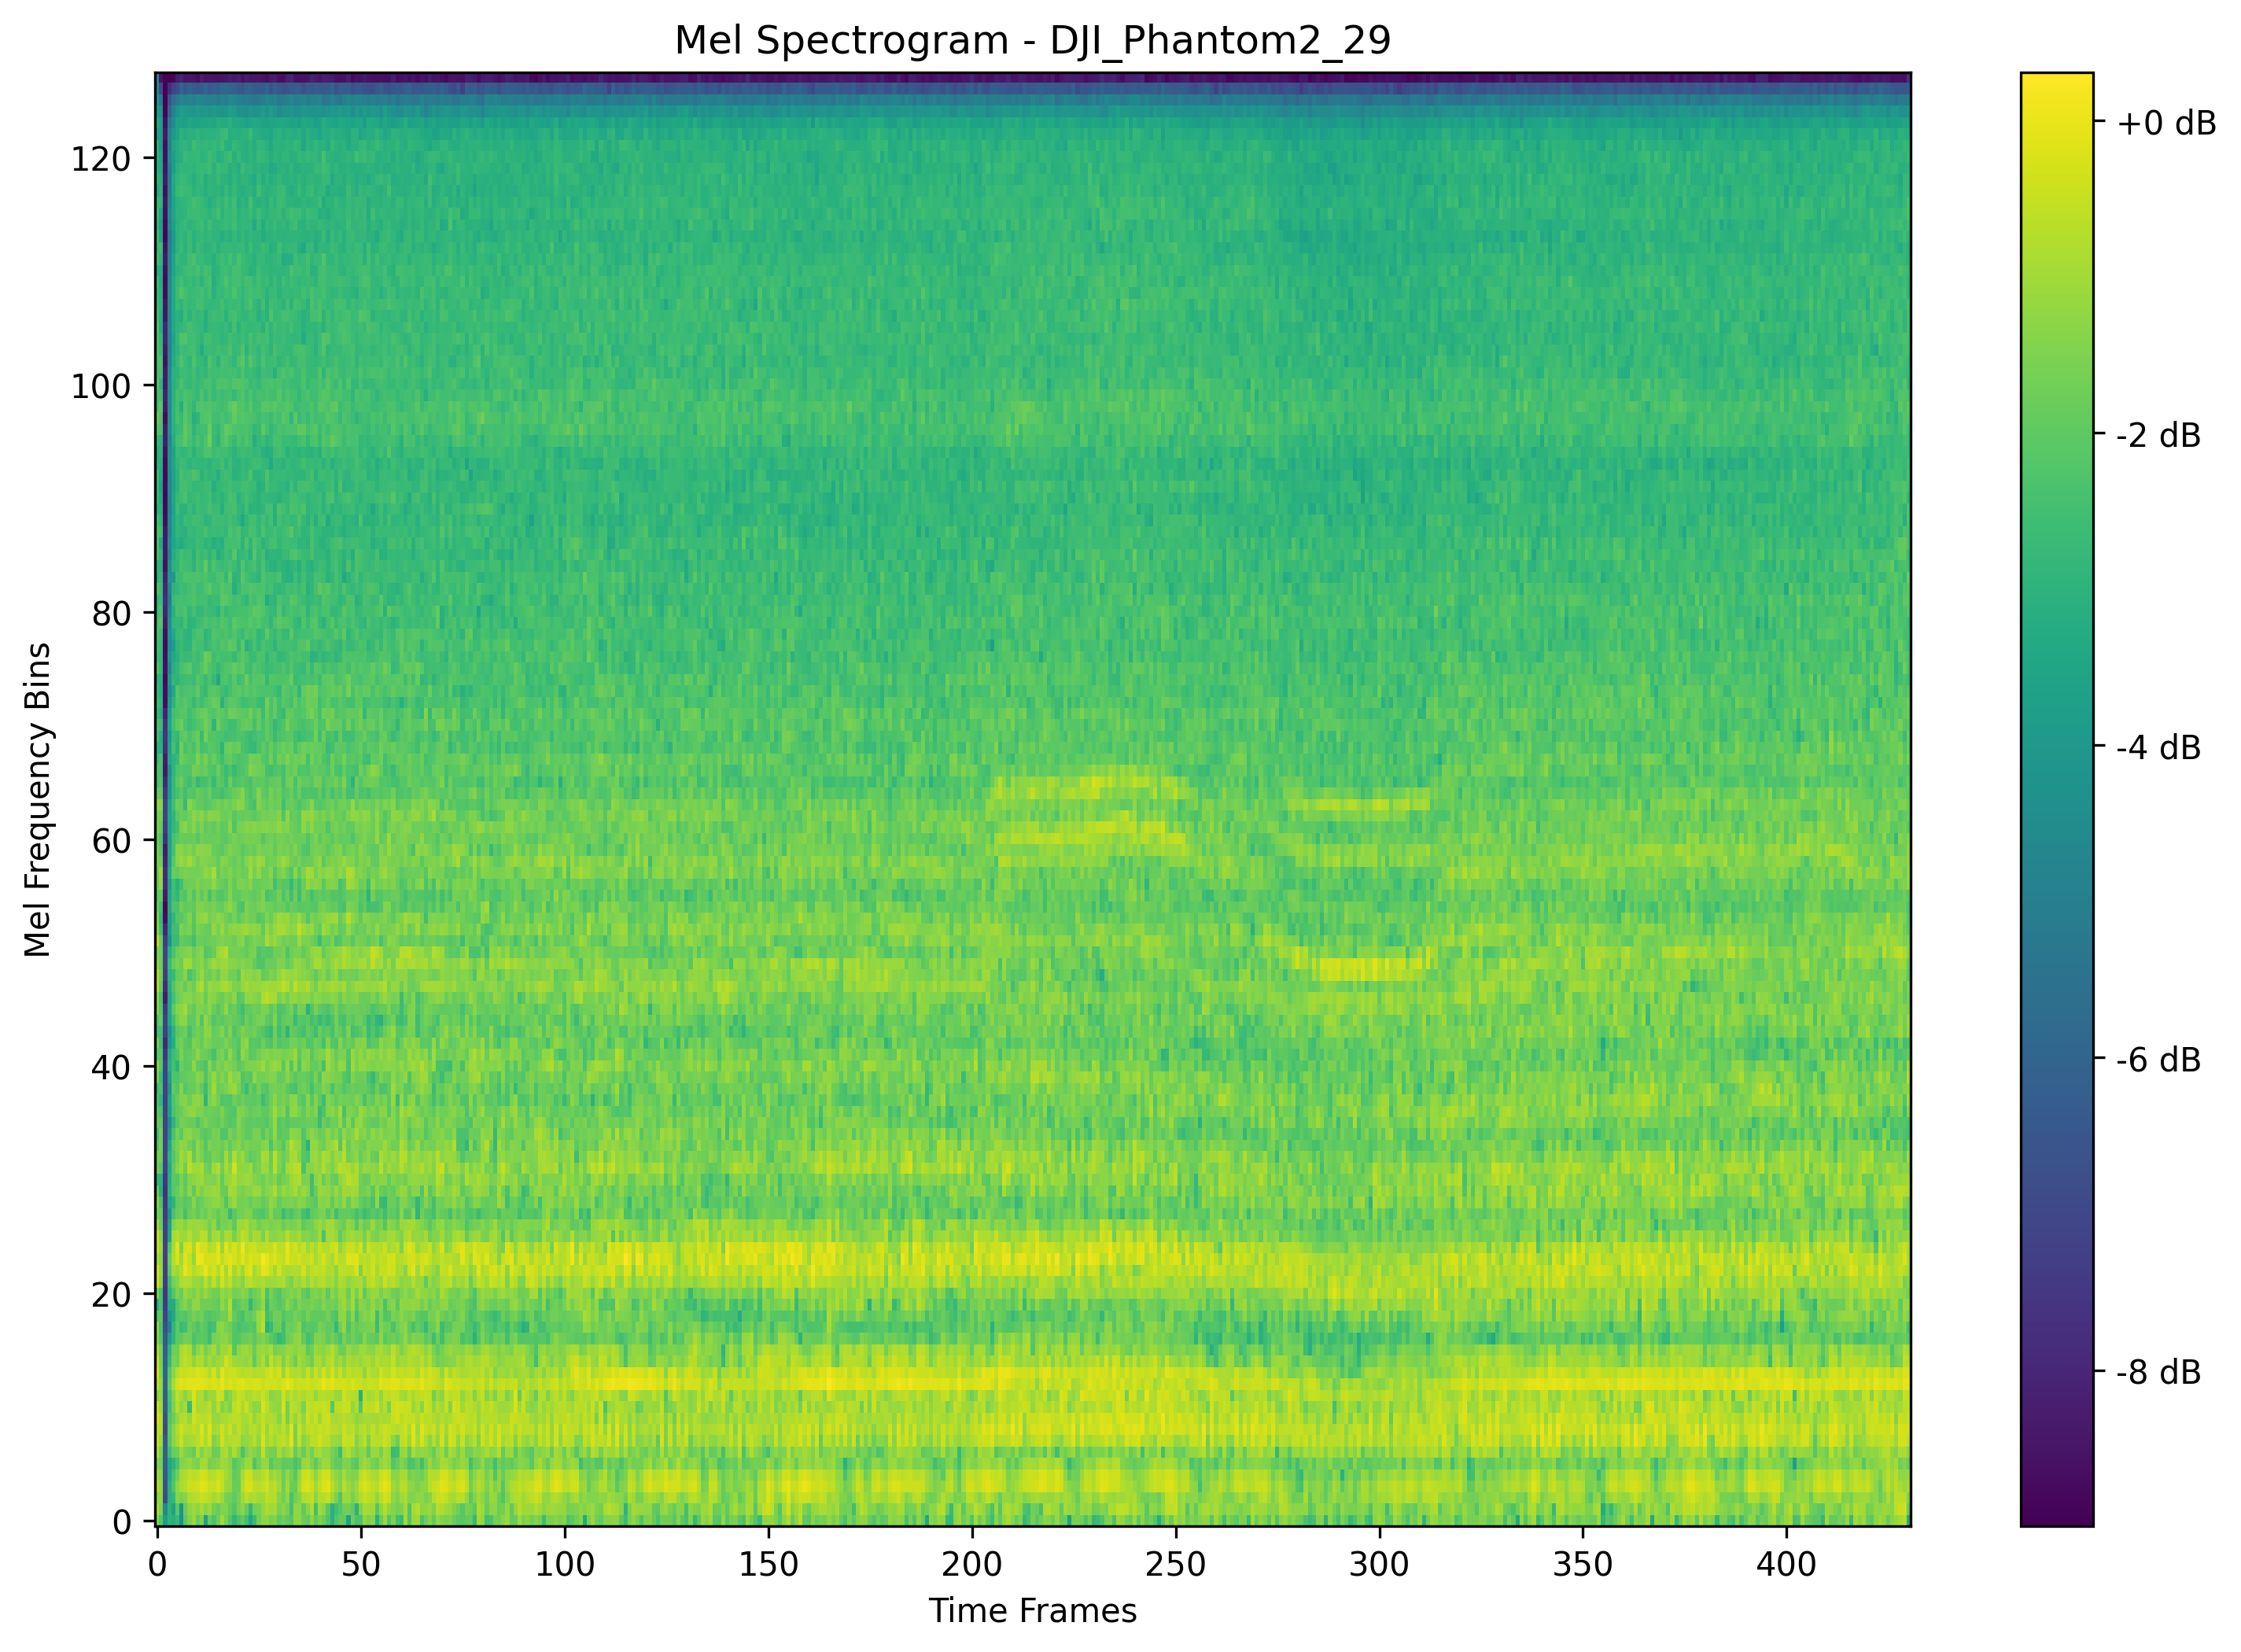 Mel Spectrogram - DJI_Phantom2_29
+0 dB
-2 dB
-4 dB
-6 dB
-8 dB
120
100
80
60
40
20
0
Mel Frequency Bins
0 50 100 150 200 250 300 350 400
Time Frames